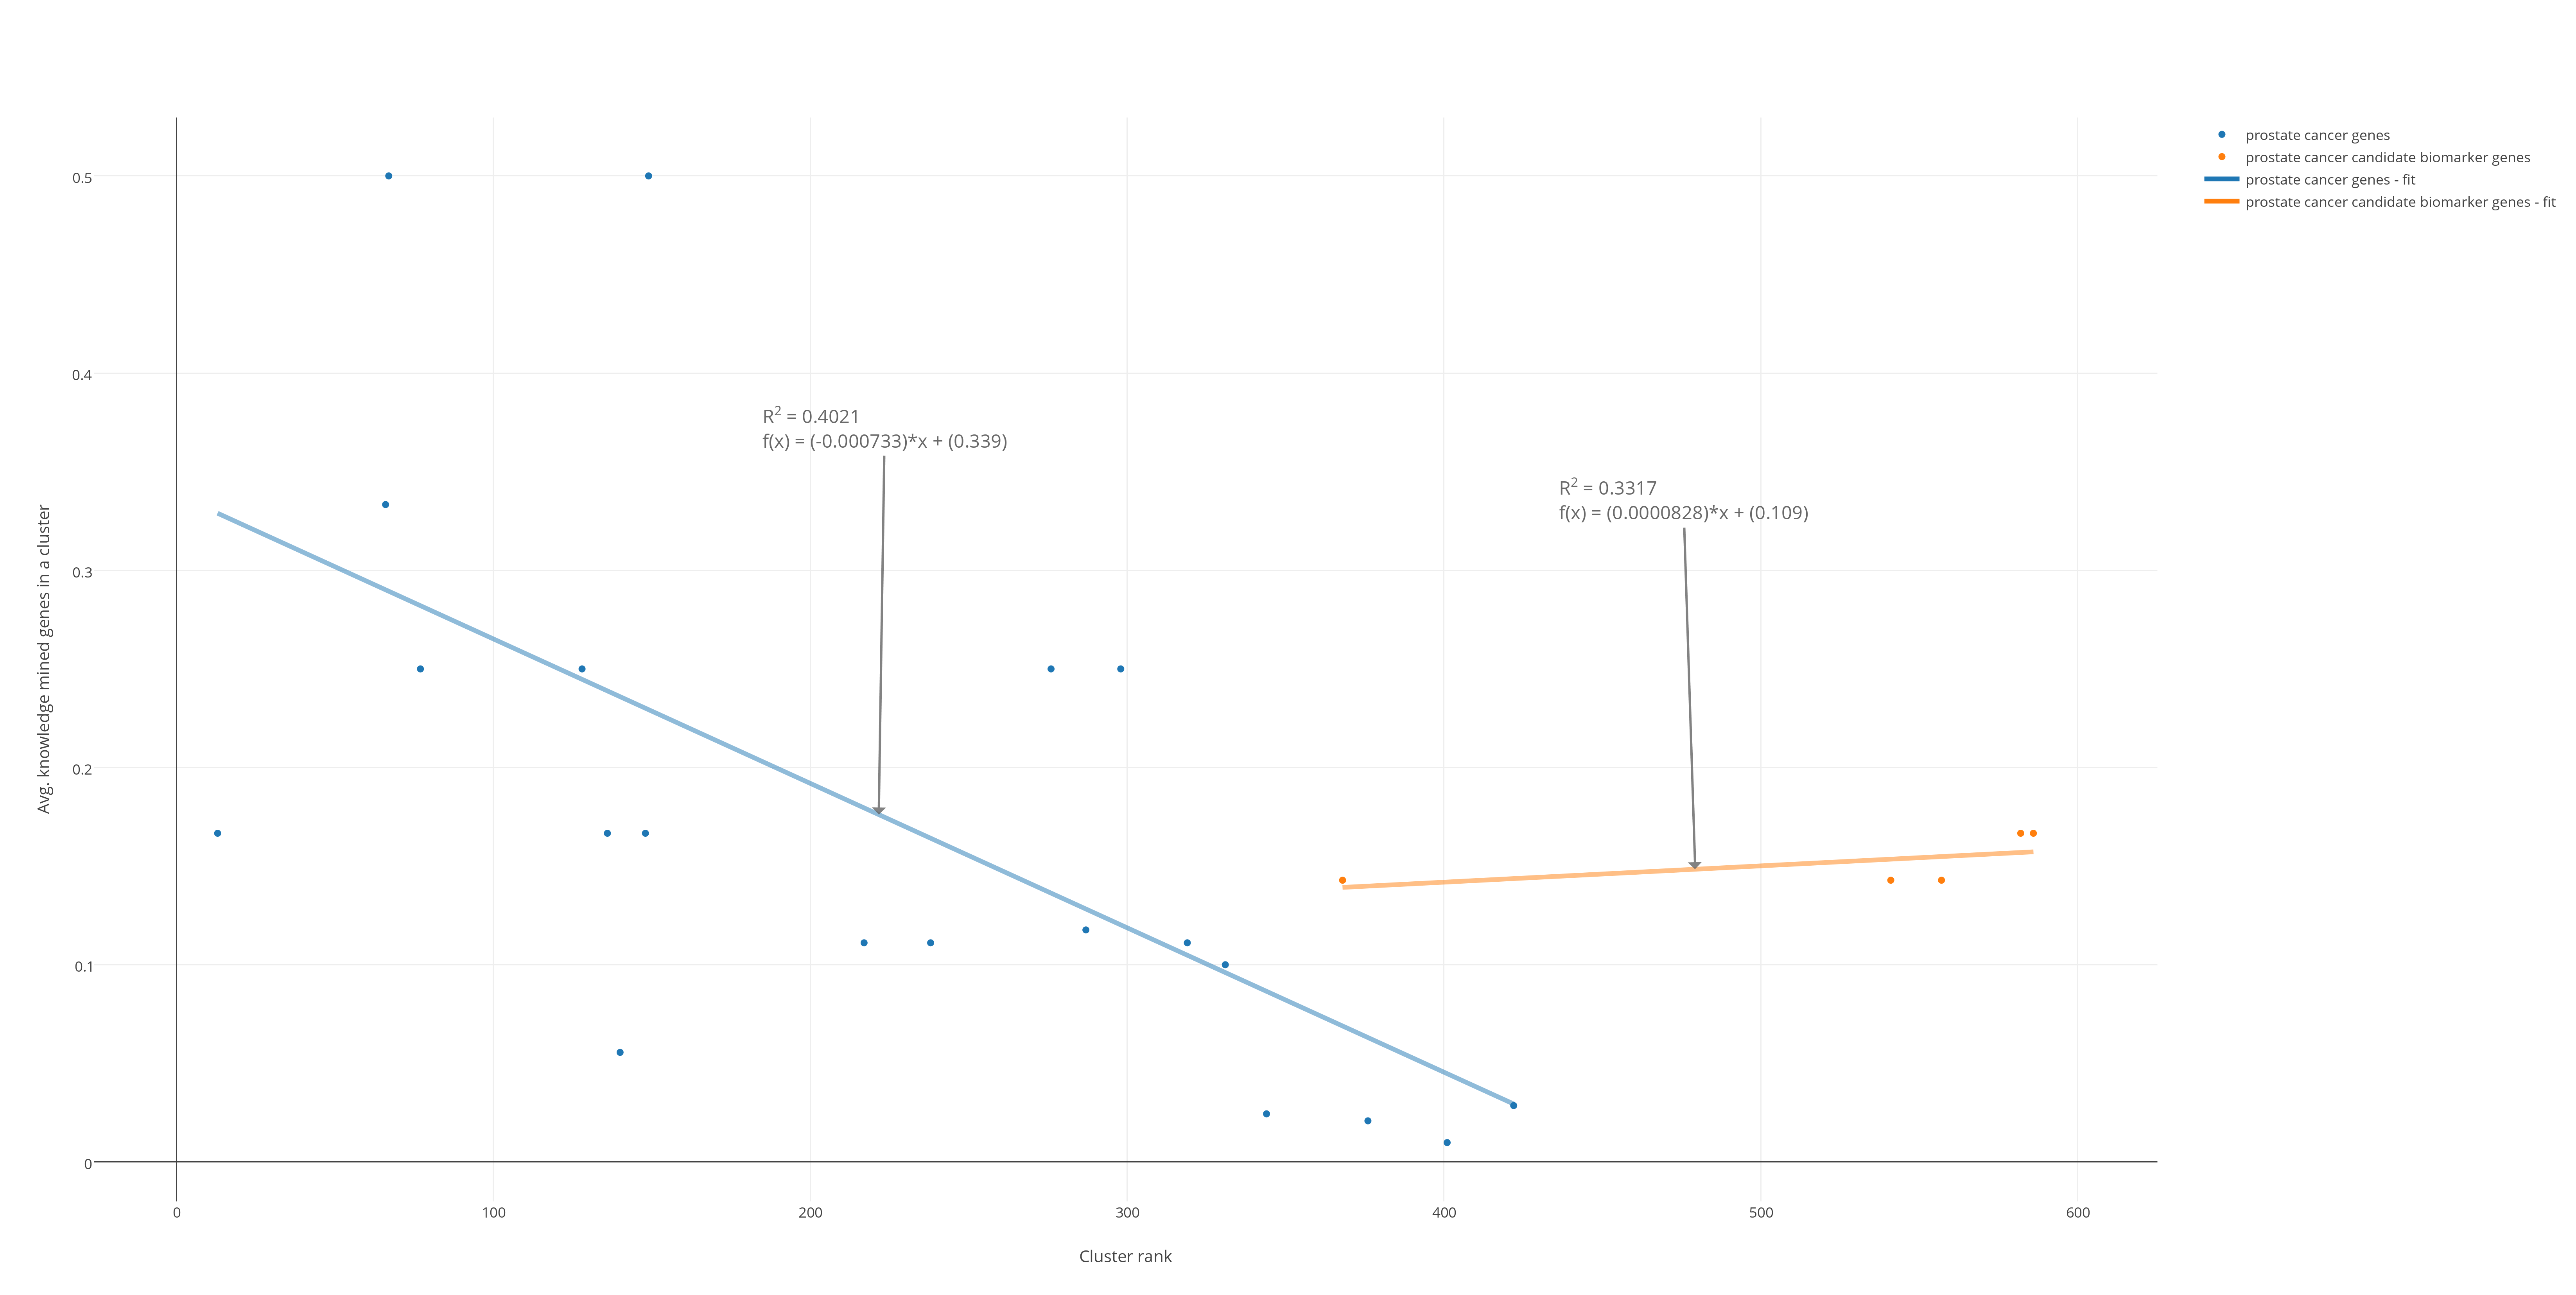 prostate cancer genes
prostate cancer candidate biomarker genes
prostate cancer genes - fit
prostate cancer candidate biomarker genes - fit
0.5
0.4
0.3
0.2
0.1
0
Avg. knowledge mined genes in a cluster
R² = 0.4021
f(x) = (-0.000733)*x + (0.339)
R² = 0.3317
f(x) = (0.0000828)*x + (0.109)
0 100 200 300 400 500 600
Cluster rank